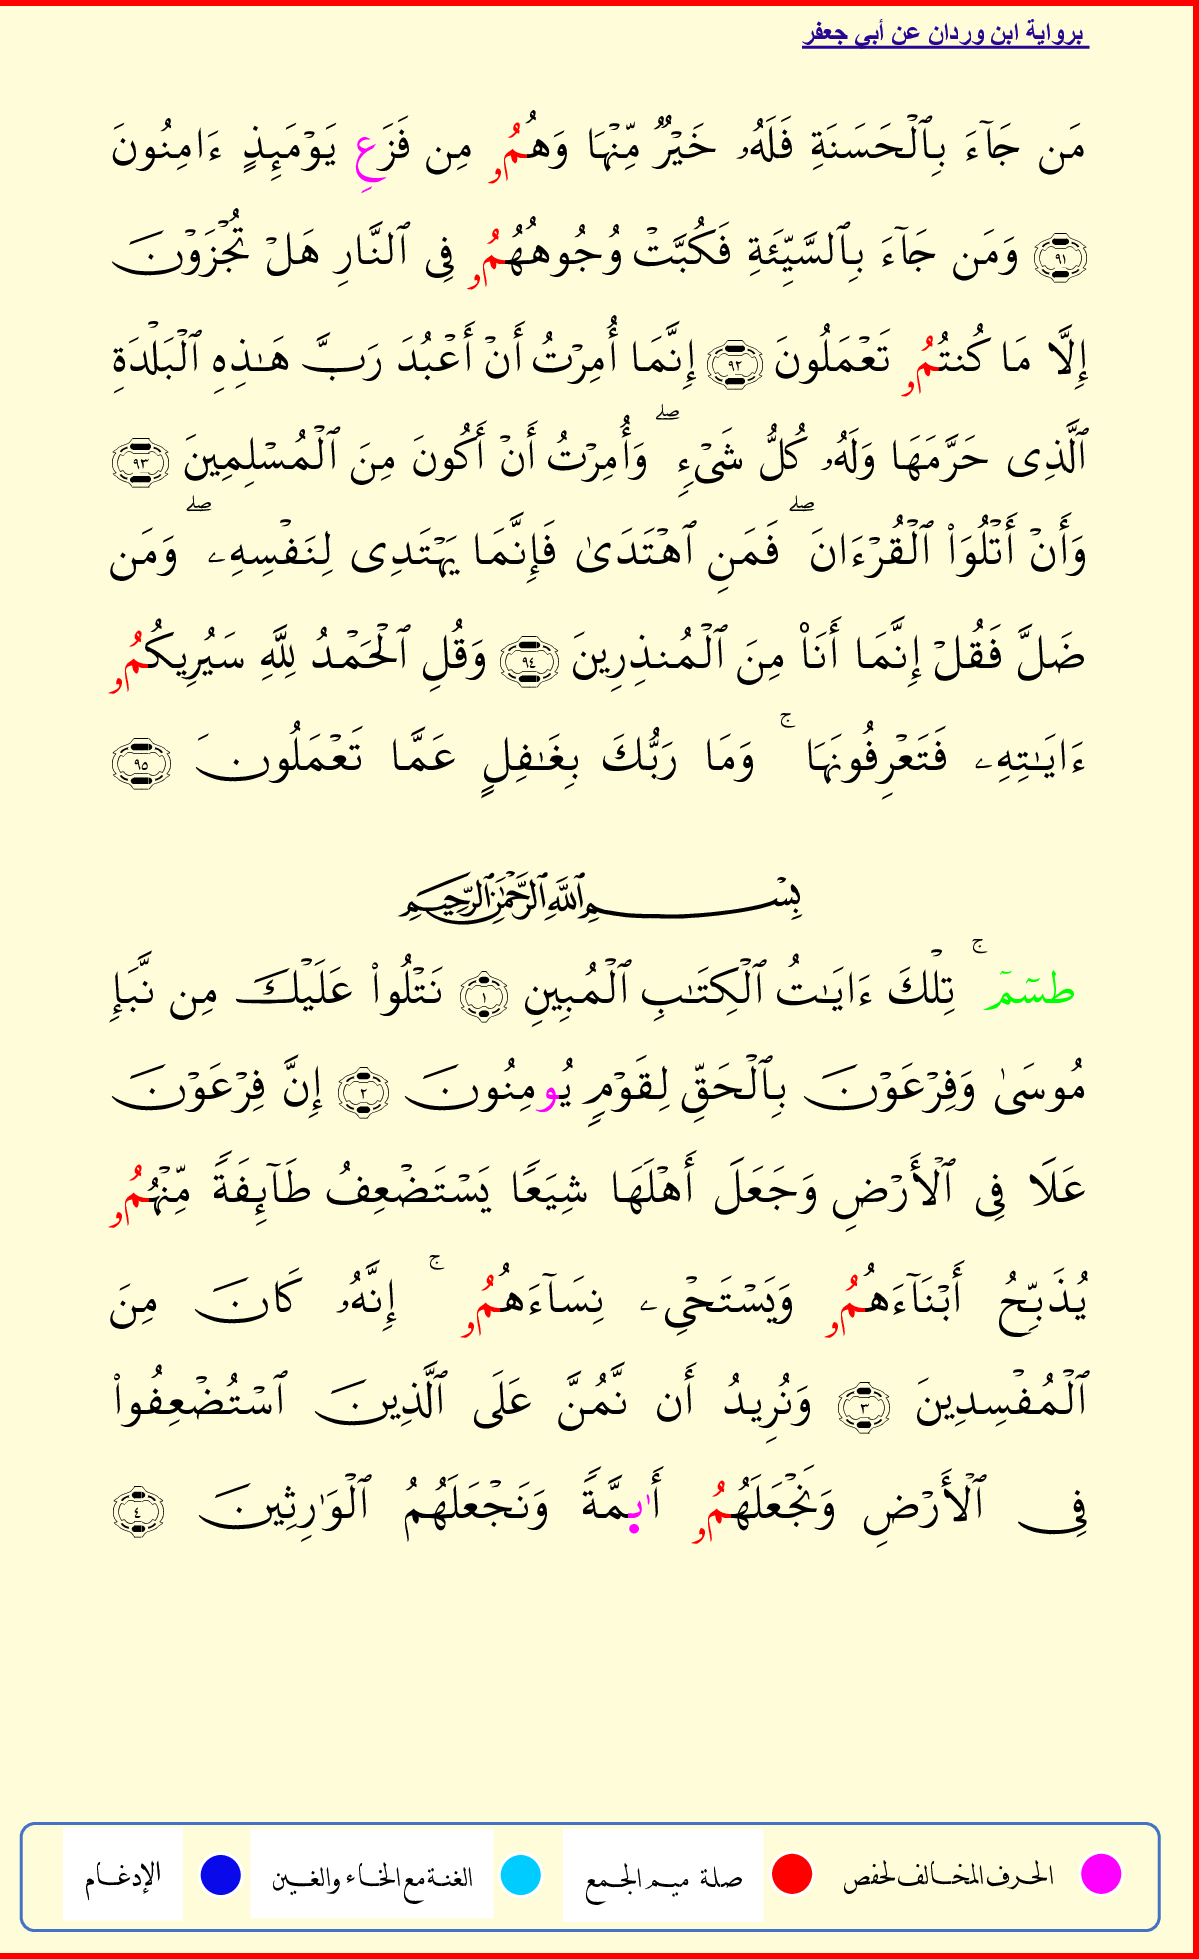 برواية ابن وردان عن أبي جعفر
مَن جَآءَ بِٱلْحَسَنَةِ فَلَهُۥ خَيْرٌ مِّنْهَا وَهُمُۥ مِن فَزَعِ يَوْمَئِذٍ ءَامِنُونَ
٩١ وَمَن جَآءَ بِٱلسَّيِّئَةِ فَكُبَّتْ وُجُوهُهُمُۥ فِى ٱلنَّارِ هَلْ تُجْزَوْنَ
إِلَّا مَا كُنتُمُۥ تَعْمَلُونَ ٩٢ إِنَّمَا أُمِرْتُ أَنْ أَعْبُدَ رَبَّ هَٰذِهِ ٱلْبَلْدَةِ
ٱلَّذِى حَرَّمَهَا وَلَهُۥ كُلُّ شَىْءٍ ۖ وَأُمِرْتُ أَنْ أَكُونَ مِنَ ٱلْمُسْلِمِينَ ٩٣
وَأَنْ أَتْلُوَا۟ ٱلْقُرْءَانَ ۖ فَمَنِ ٱهْتَدَىٰ فَإِنَّمَا يَهْتَدِى لِنَفْسِهِۦ ۖ وَمَن
ضَلَّ فَقُلْ إِنَّمَا أَنَا۠ مِنَ ٱلْمُنذِرِينَ ٩٤ وَقُلِ ٱلْحَمْدُ لِلَّهِ سَيُرِيكُمُۥ
ءَايَٰتِهِۦ فَتَعْرِفُونَهَا ۚ وَمَا رَبُّكَ بِغَٰفِلٍ عَمَّا تَعْمَلُونَ ٩٥
بِسْمِ ٱللَّهِ ٱلرَّحْمَٰنِ ٱلرَّحِيمِ
طسٓمٓ ۚ تِلْكَ ءَايَٰتُ ٱلْكِتَٰبِ ٱلْمُبِينِ ١ نَتْلُوا۟ عَلَيْكَ مِن نَّبَإِ
مُوسَىٰ وَفِرْعَوْنَ بِٱلْحَقِّ لِقَوْمٍ يُومِنُونَ ٢ إِنَّ فِرْعَوْنَ
عَلَا فِى ٱلْأَرْضِ وَجَعَلَ أَهْلَهَا شِيَعًا يَسْتَضْعِفُ طَآئِفَةً مِّنْهُمُۥ
يُذَبِّحُ أَبْنَآءَهُمُۥ وَيَسْتَحْىِۦ نِسَآءَهُمُۥ ۚ إِنَّهُۥ كَانَ مِنَ
ٱلْمُفْسِدِينَ ٣ وَنُرِيدُ أَن نَّمُنَّ عَلَى ٱلَّذِينَ ٱسْتُضْعِفُوا۟
فِى ٱلْأَرْضِ وَنَجْعَلَهُمُۥ أَٰيِمَّةً وَنَجْعَلَهُمُ ٱلْوَٰرِثِينَ ٤
الحرف المخالف لحفص صلة ميم الجمع الغنة مع الخاء والغين الإدغام